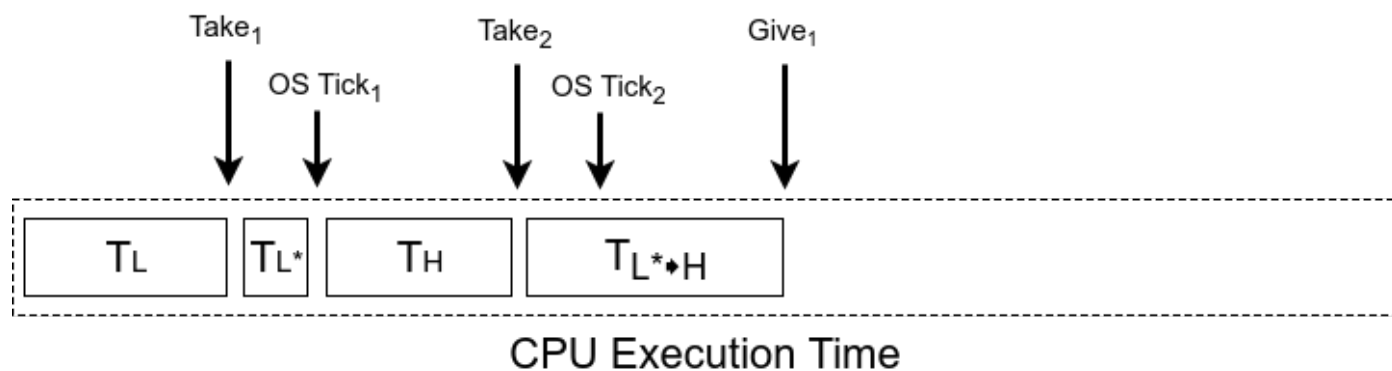 Take₁ Take₂ Give₁
OS Tick₁ OS Tick₂
TL TL* TH TL*➧H
CPU Execution Time